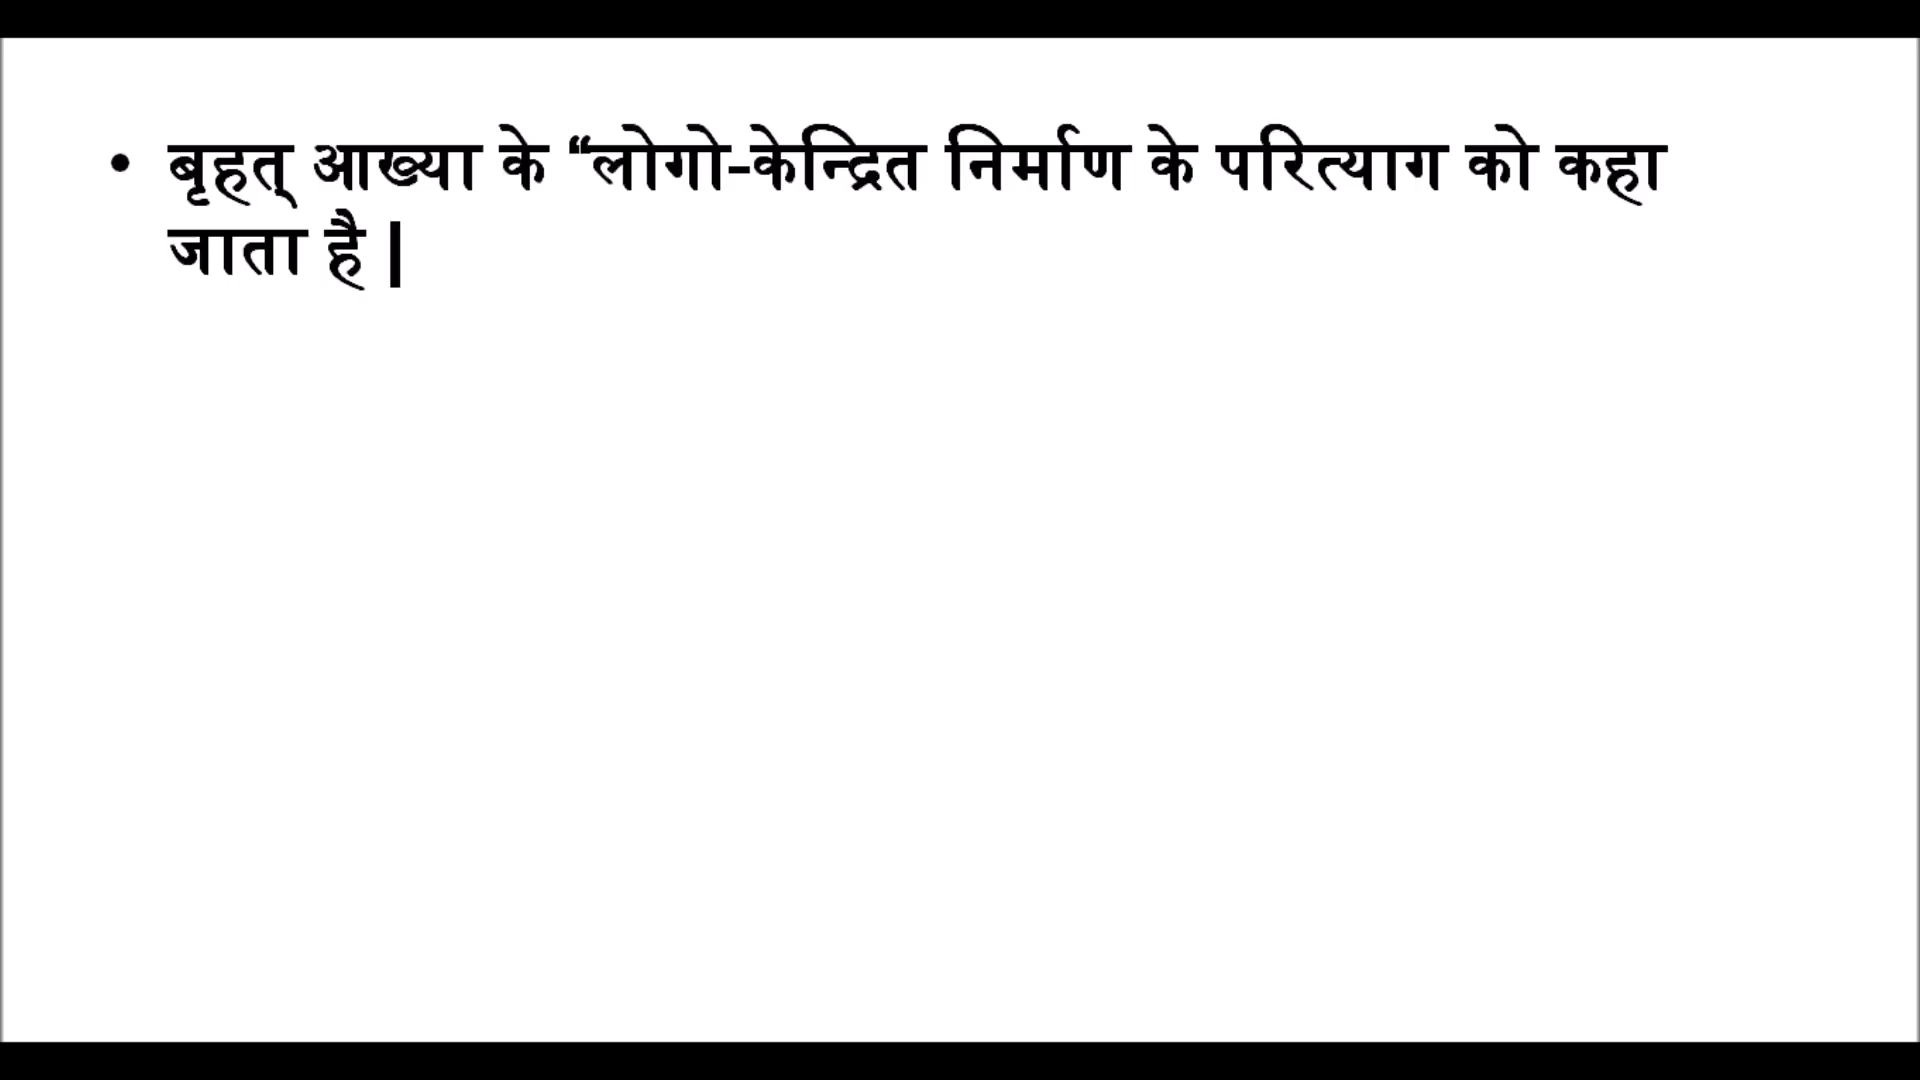 • बृहत् आख्या के “लोगो-केन्द्रित निर्माण के परित्याग को कहा
जाता है |